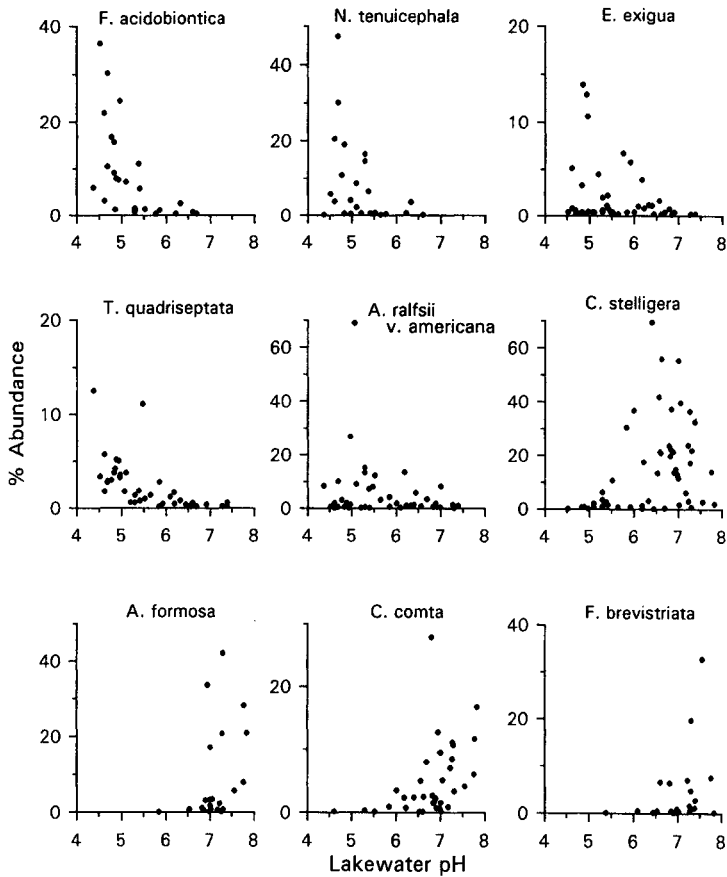 F. acidobiontica
N. tenuicephala
E. exigua
40
20
0
4 5 6 7 8
40
20
0
4 5 6 7 8
20
10
0
4 5 6 7 8
% Abundance
T. quadriseptata
A. ralfsii
v. americana
C. stelligera
20
10
0
4 5 6 7 8
60
40
20
0
4 5 6 7 8
60
40
20
0
4 5 6 7 8
A. formosa
C. comta
F. brevistriata
40
20
0
4 5 6 7 8
20
0
4 5 6 7 8
40
20
0
4 5 6 7 8
Lakewater pH